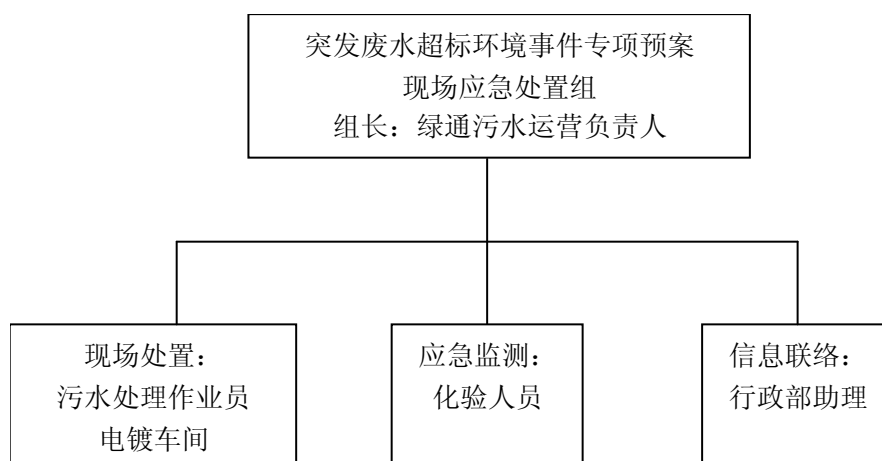 突发废水超标环境事件专项预案
现场应急处置组
组长：绿通污水运营负责人
现场处置：
污水处理作业员
电镀车间
应急监测：
化验人员
信息联络：
行政部助理